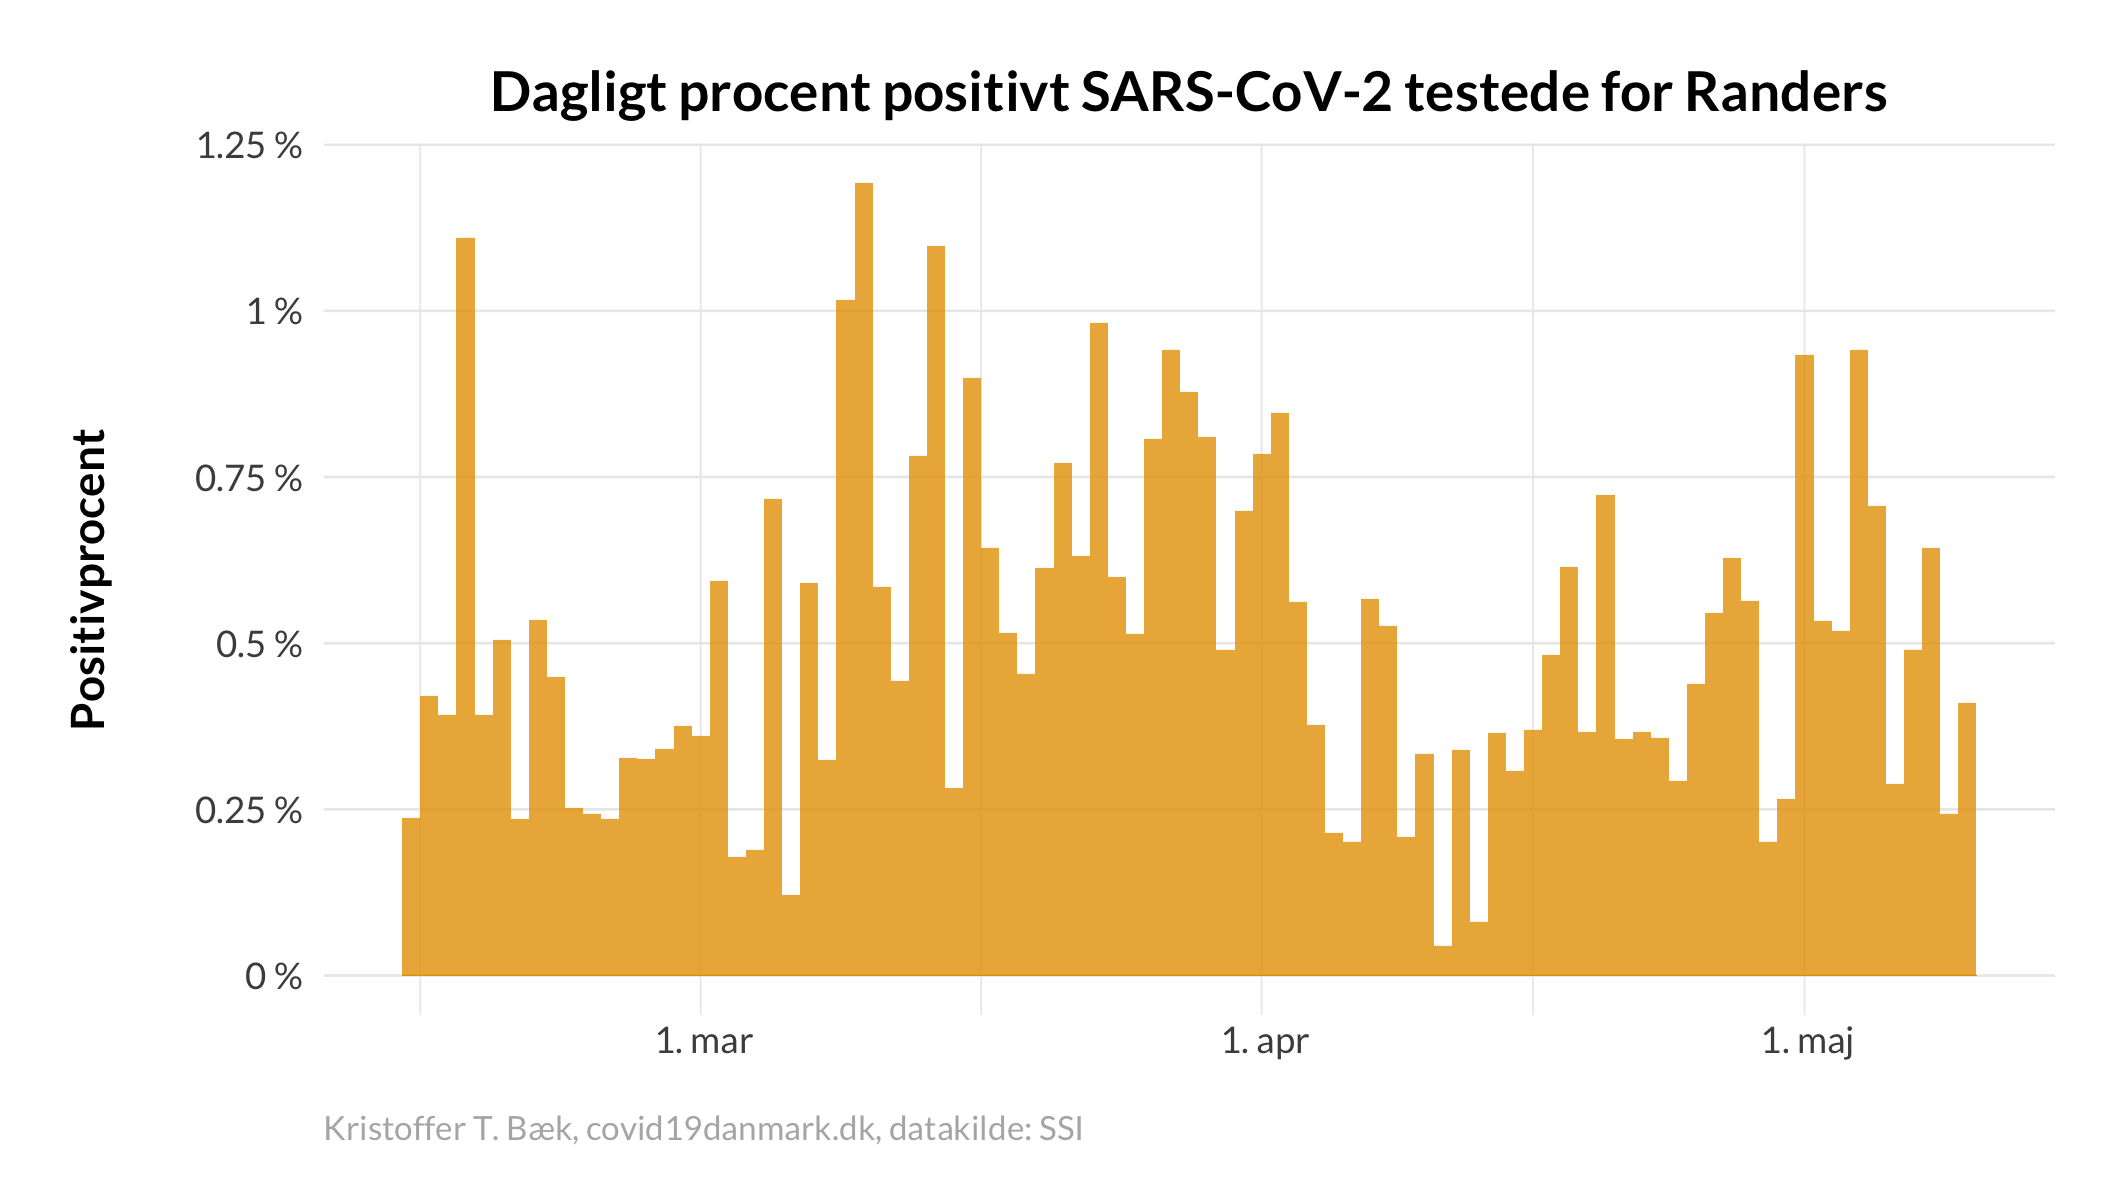 Dagligt procent positivt SARS-CoV-2 testede for Randers
1.25 %
1 %
0.75 %
0.5 %
0.25 %
0 %
Positivprocent
1. mar
1. apr
1. maj
Kristoffer T. Bæk, covid19danmark.dk, datakilde: SSI